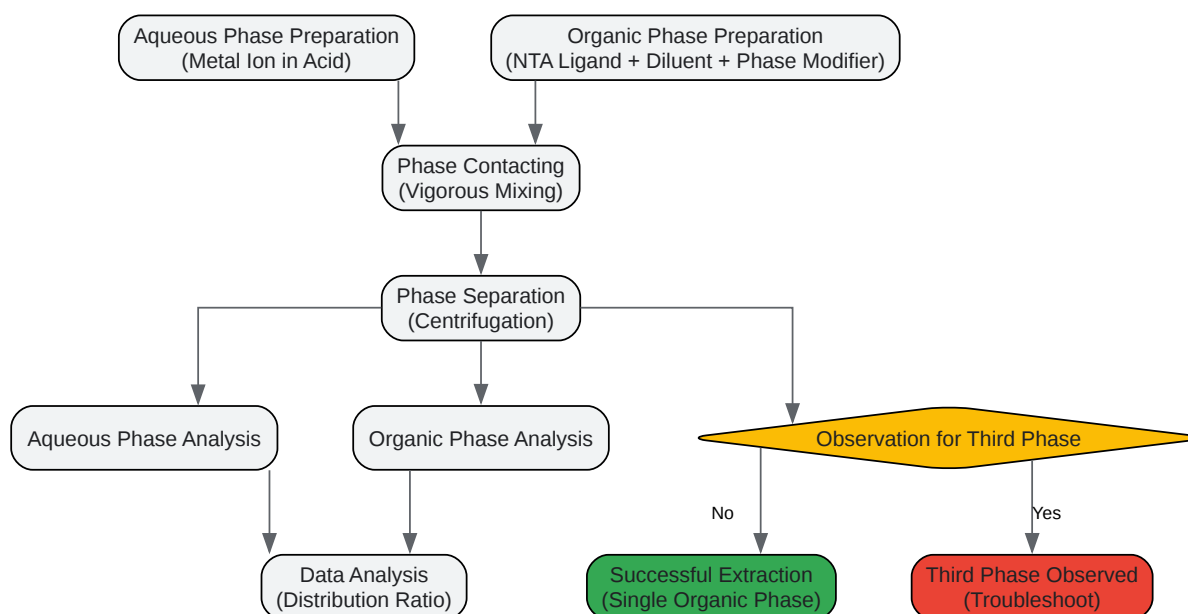 Aqueous Phase Preparation
(Metal Ion in Acid)
Organic Phase Preparation
(NTA Ligand + Diluent + Phase Modifier)
Phase Contacting
(Vigorous Mixing)
Phase Separation
(Centrifugation)
Aqueous Phase Analysis
Organic Phase Analysis
Observation for Third Phase
No
Yes
Data Analysis
(Distribution Ratio)
Successful Extraction
(Single Organic Phase)
Third Phase Observed
(Troubleshoot)